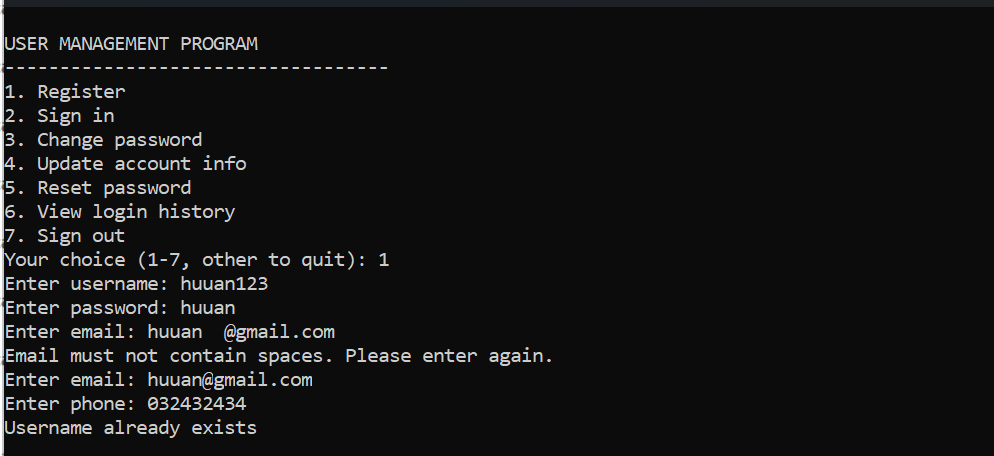 USER MANAGEMENT PROGRAM
-----------------------------------
1. Register
2. Sign in
3. Change password
4. Update account info
5. Reset password
6. View login history
7. Sign out
Your choice (1-7, other to quit): 1
Enter username: huuan123
Enter password: huuan
Enter email: huuan  @gmail.com
Email must not contain spaces. Please enter again.
Enter email: huuan@gmail.com
Enter phone: 032432434
Username already exists